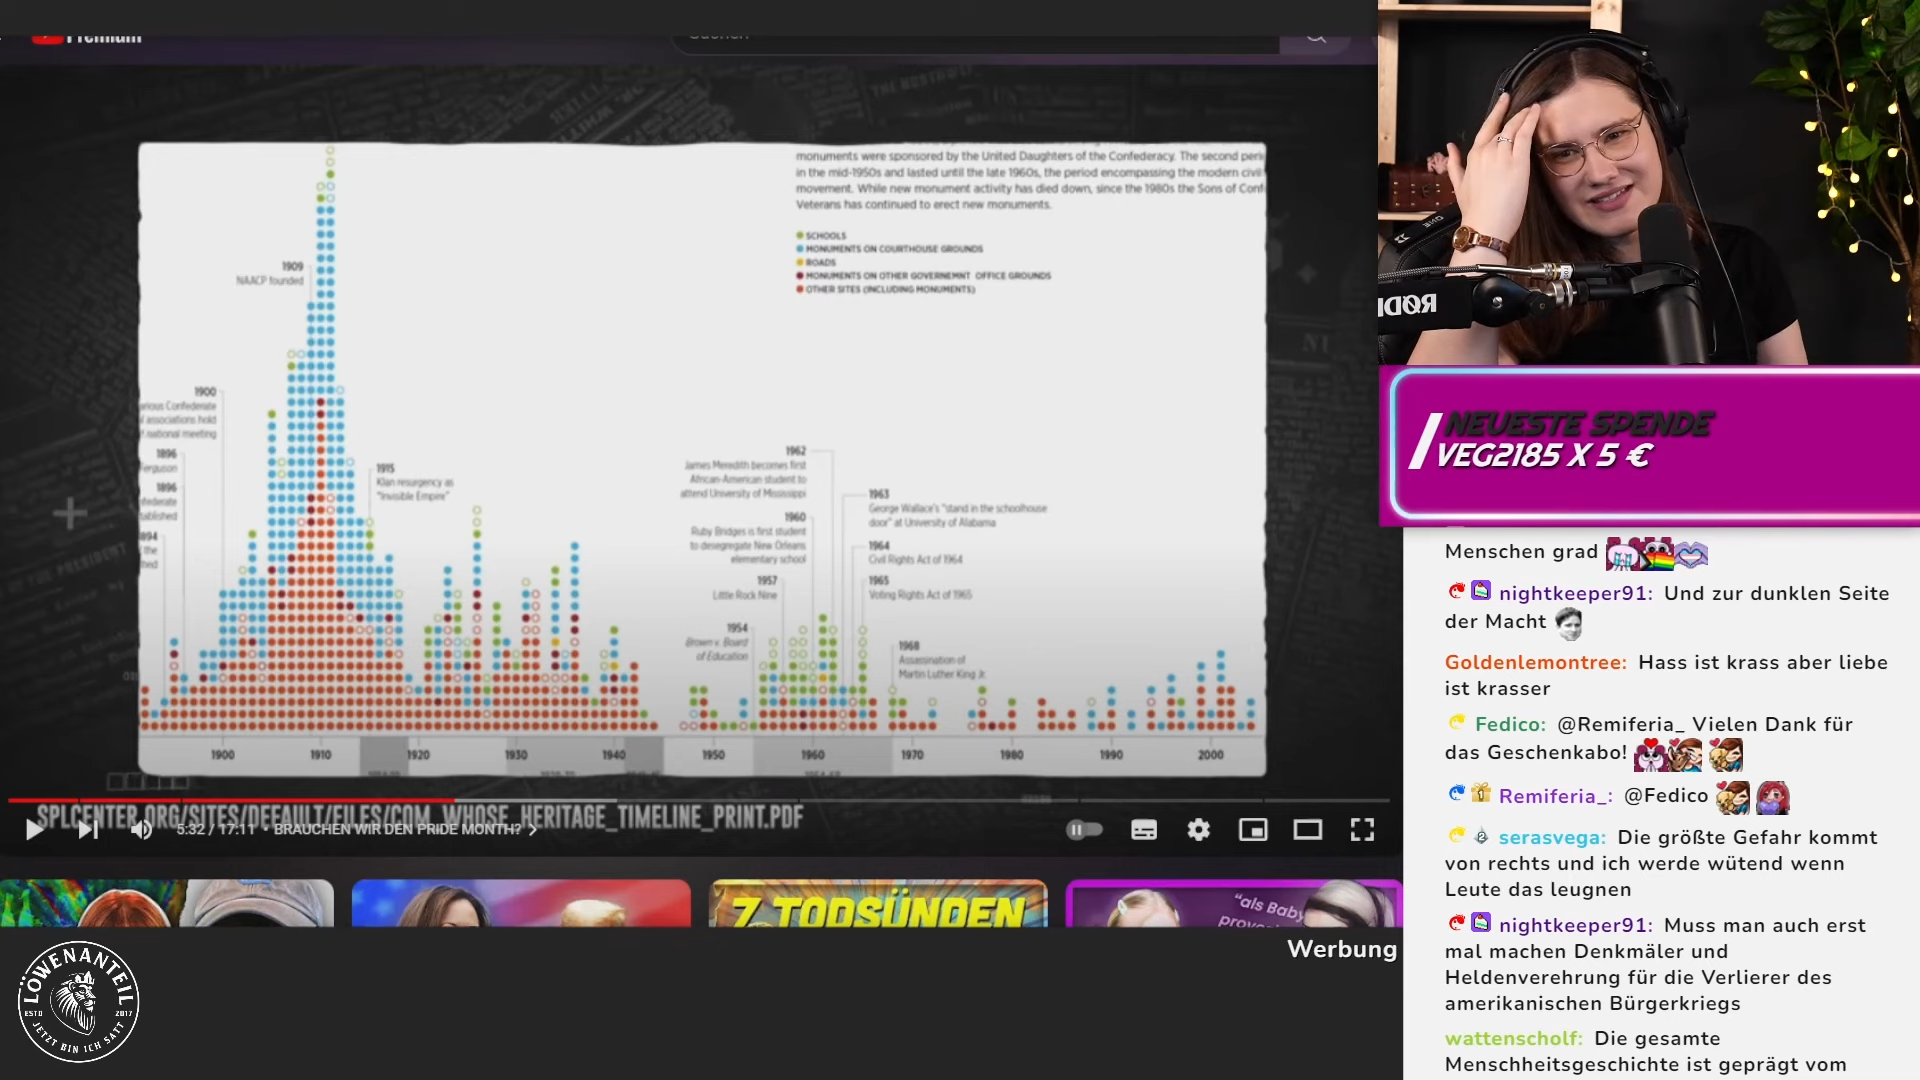 Premium
Suchen
monuments were sponsored by the United Daughters of the Confederacy. The second peri
in the mid-1950s and lasted until the late 1960s, the period encompassing the modern civil
movement. While new monument activity has died down, since the 1980s the Sons of Conf
Veterans has continued to erect new monuments.
SCHOOLS
MONUMENTS ON COURTHOUSE GROUNDS
ROADS
MONUMENTS ON OTHER GOVERNEMNT OFFICE GROUNDS
OTHER SITES (INCLUDING MONUMENTS)
1909
NAACP founded
1900
Confederate
associations hold
national meeting
1896
Ferguson
1896
1894
1915
Klan resurgency as
"Invisible Empire"
1962
James Meredith becomes first
African-American student to
attend University of Mississippi
1963
George Wallace's "stand in the schoolhouse
door" at University of Alabama
1960
Ruby Bridges is first student
to desegregate New Orleans
elementary school
1964
Civil Rights Act of 1964
1957
Little Rock Nine
1965
Voting Rights Act of 1965
1954
Brown v. Board
of Education
1968
Assassination of
Martin Luther King Jr.
1900 1910 1920 1930 1940 1950 1960 1970 1980 1990 2000
SPLCENTER.ORG/SITES/DEFAULT/FILES/COM_WHOSE_HERITAGE_TIMELINE_PRINT.PDF
5:32 / 17:11 • BRAUCHEN WIR DEN PRIDE MONTH?
7 TODSÜNDEN
"als Baby
Werbung
LÖWENANTEIL
ESTD 2017
JETZT BIN ICH SATT
RØDE
NEUESTE SPENDE
VEG2185 X 5 €
Menschen grad
nightkeeper91: Und zur dunklen Seite
der Macht
Goldenlemontree: Hass ist krass aber liebe
ist krasser
Fedico: @Remiferia_ Vielen Dank für
das Geschenkabo!
Remiferia_: @Fedico
serasvega: Die größte Gefahr kommt
von rechts und ich werde wütend wenn
Leute das leugnen
nightkeeper91: Muss man auch erst
mal machen Denkmäler und
Heldenverehrung für die Verlierer des
amerikanischen Bürgerkriegs
wattenscholf: Die gesamte
Menschheitsgeschichte ist geprägt vom